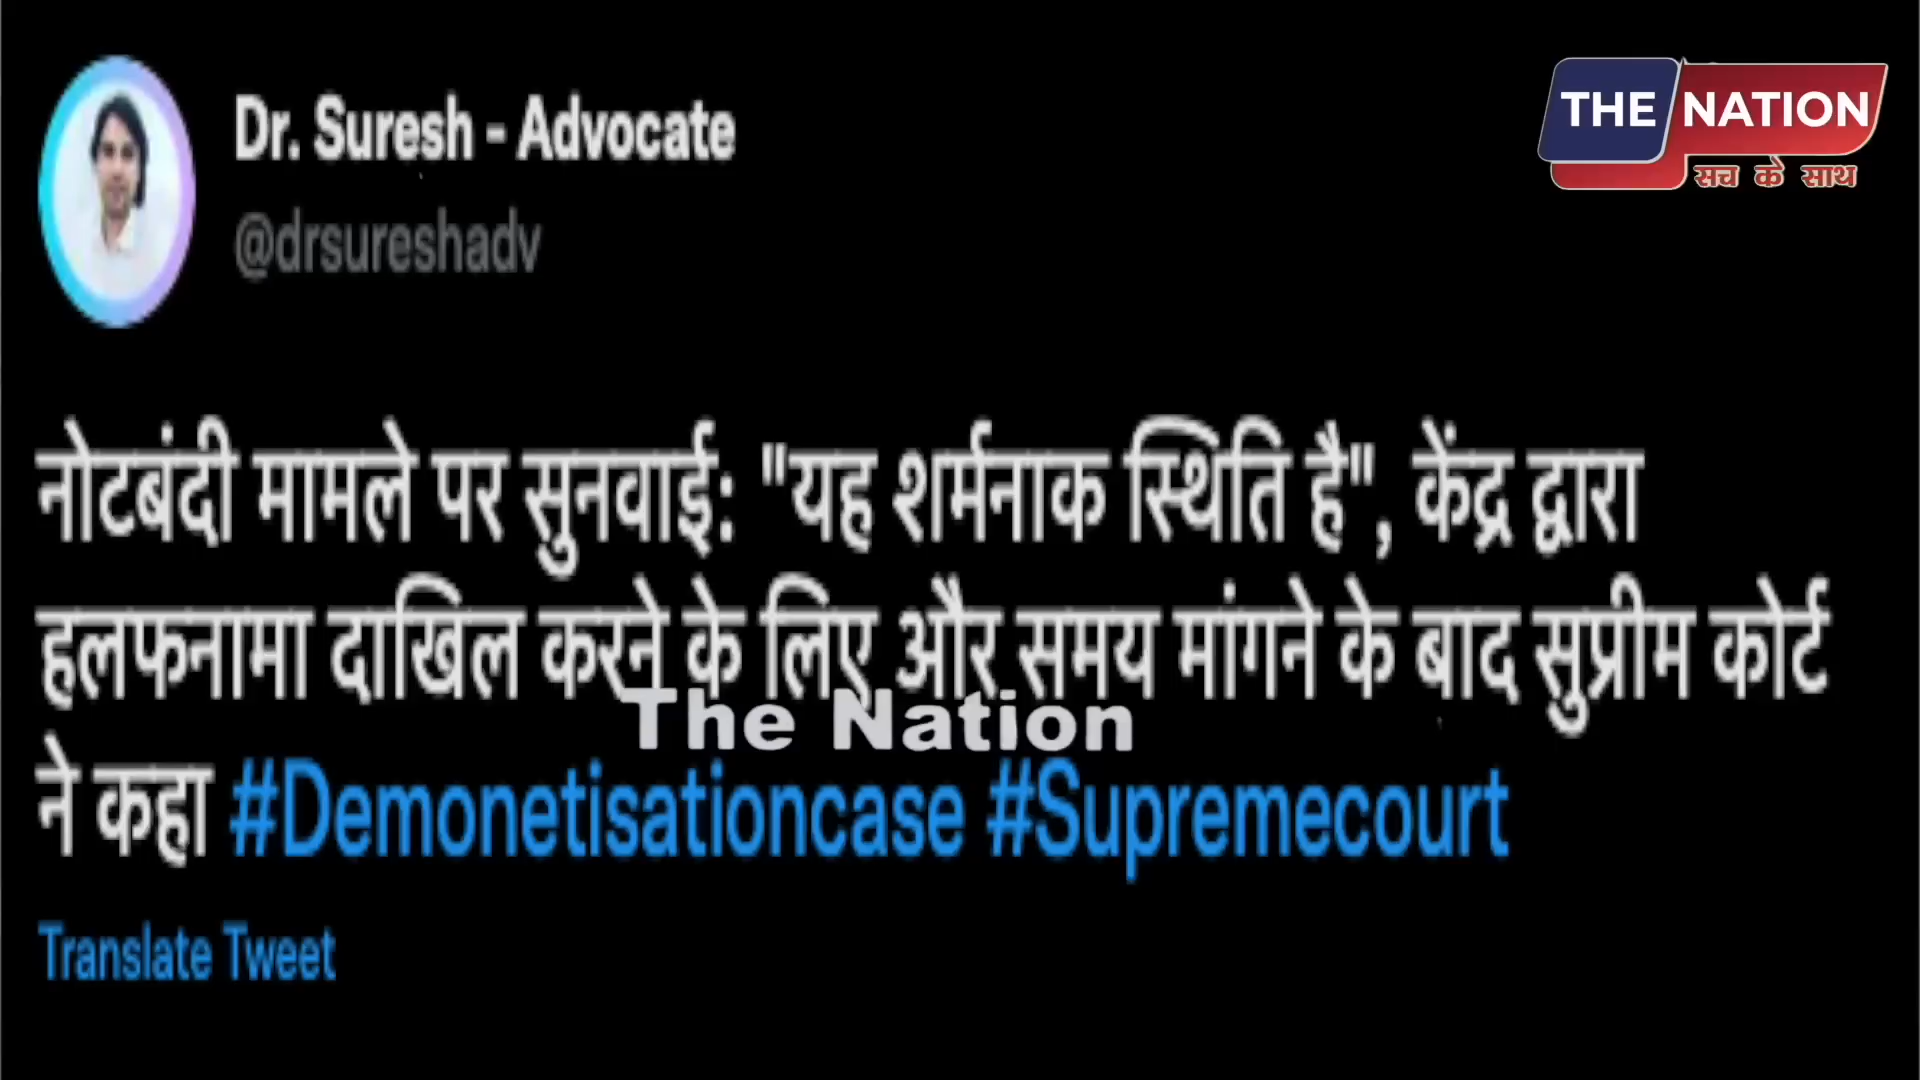 THE NATION
सच के साथ
Dr. Suresh - Advocate
@drsureshadv
नोटबंदी मामले पर सुनवाई: "यह शर्मनाक स्थिति है", केंद्र द्वारा
हलफनामा दाखिल करने के लिए और समय मांगने के बाद सुप्रीम कोर्ट
The Nation
ने कहा #Demonetisationcase #Supremecourt
Translate Tweet